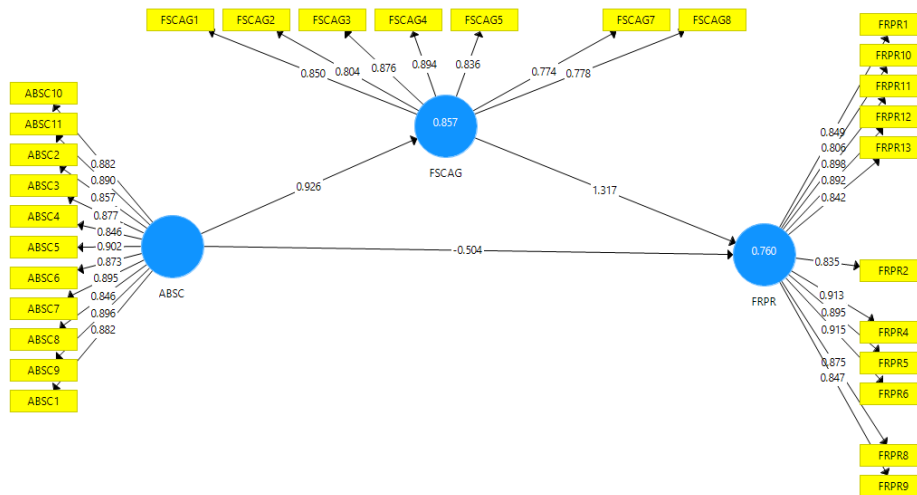 FSCAG1
FSCAG2
FSCAG3
FSCAG4
FSCAG5
FSCAG7
FSCAG8
0.850
0.804
0.876
0.894
0.836
0.774
0.778
0.857
FSCAG
ABSC10
ABSC11
ABSC2
ABSC3
ABSC4
ABSC5
ABSC6
ABSC7
ABSC8
ABSC9
ABSC1
0.882
0.890
0.857
0.877
0.846
0.902
0.873
0.895
0.846
0.896
0.882
ABSC
0.926
1.317
-0.504
0.760
FRPR
0.849
0.806
0.898
0.892
0.842
0.835
0.913
0.895
0.915
0.875
0.847
FRPR1
FRPR10
FRPR11
FRPR12
FRPR13
FRPR2
FRPR4
FRPR5
FRPR6
FRPR8
FRPR9